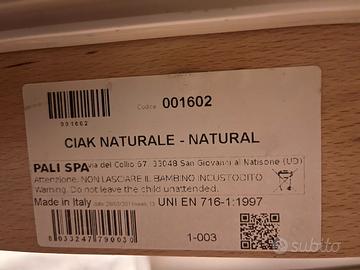 Codice 001602
001602
CIAK NATURALE - NATURAL
PALI SPA via del Collio 67, 33048 San Giovanni al Natisone (UD)
Attenzione. NON LASCIARE IL BAMBINO INCUSTODITO
Warning. Do not leave the child unattended.
Made in Italy UNI EN 716-1:1997
8033247790030 1-003
subito